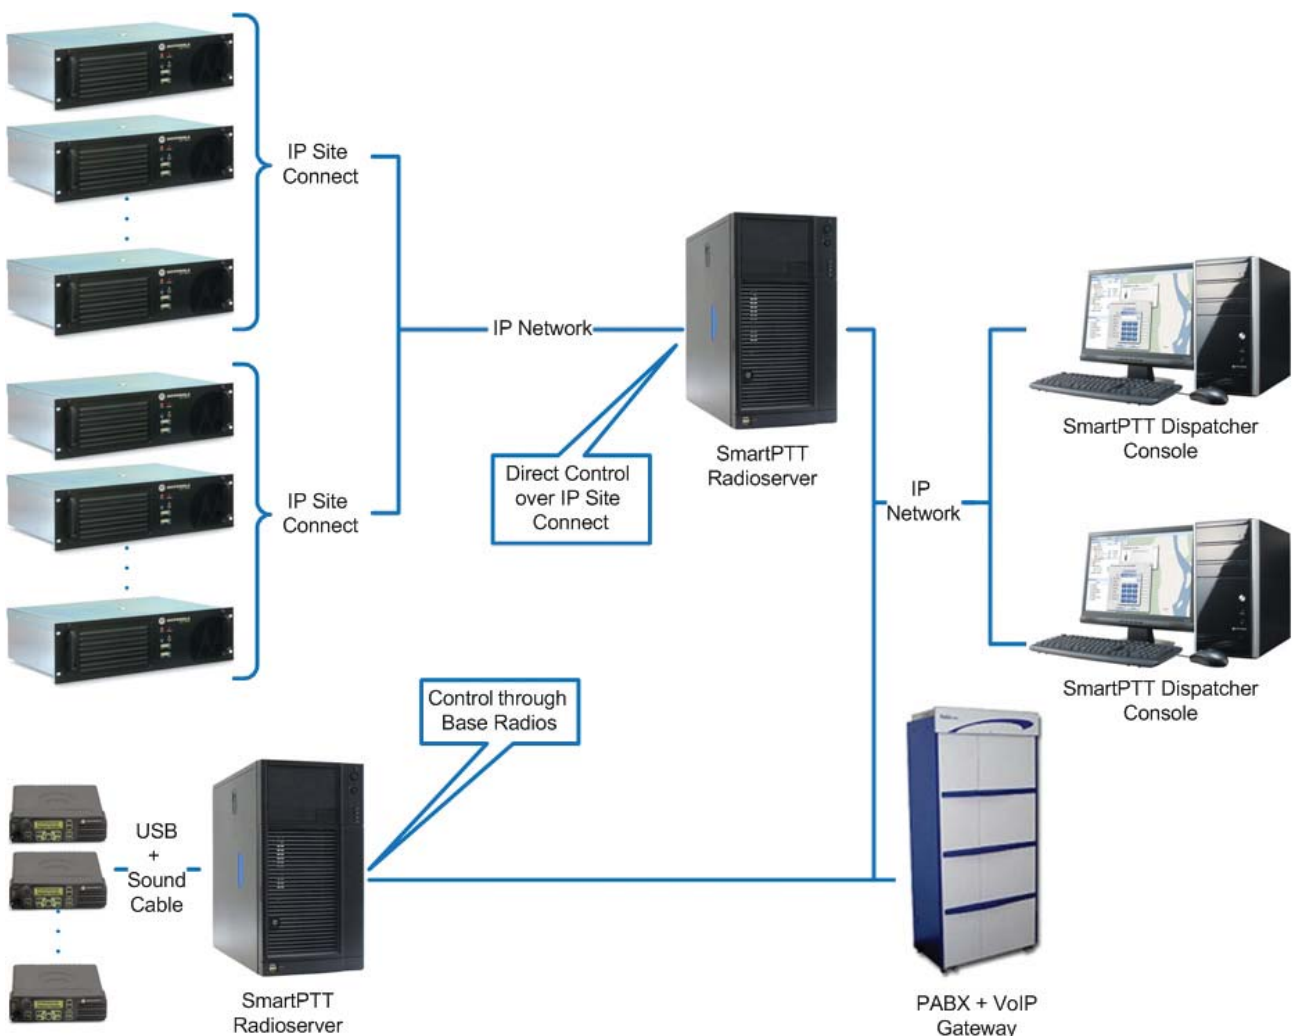 IP Site
Connect
IP Network
SmartPTT
Radioserver
Direct Control
over IP Site
Connect
SmartPTT Dispatcher
Console
IP Site
Connect
IP
Network
SmartPTT Dispatcher
Console
Control through
Base Radios
USB
+
Sound
Cable
SmartPTT
Radioserver
PABX + VoIP
Gateway